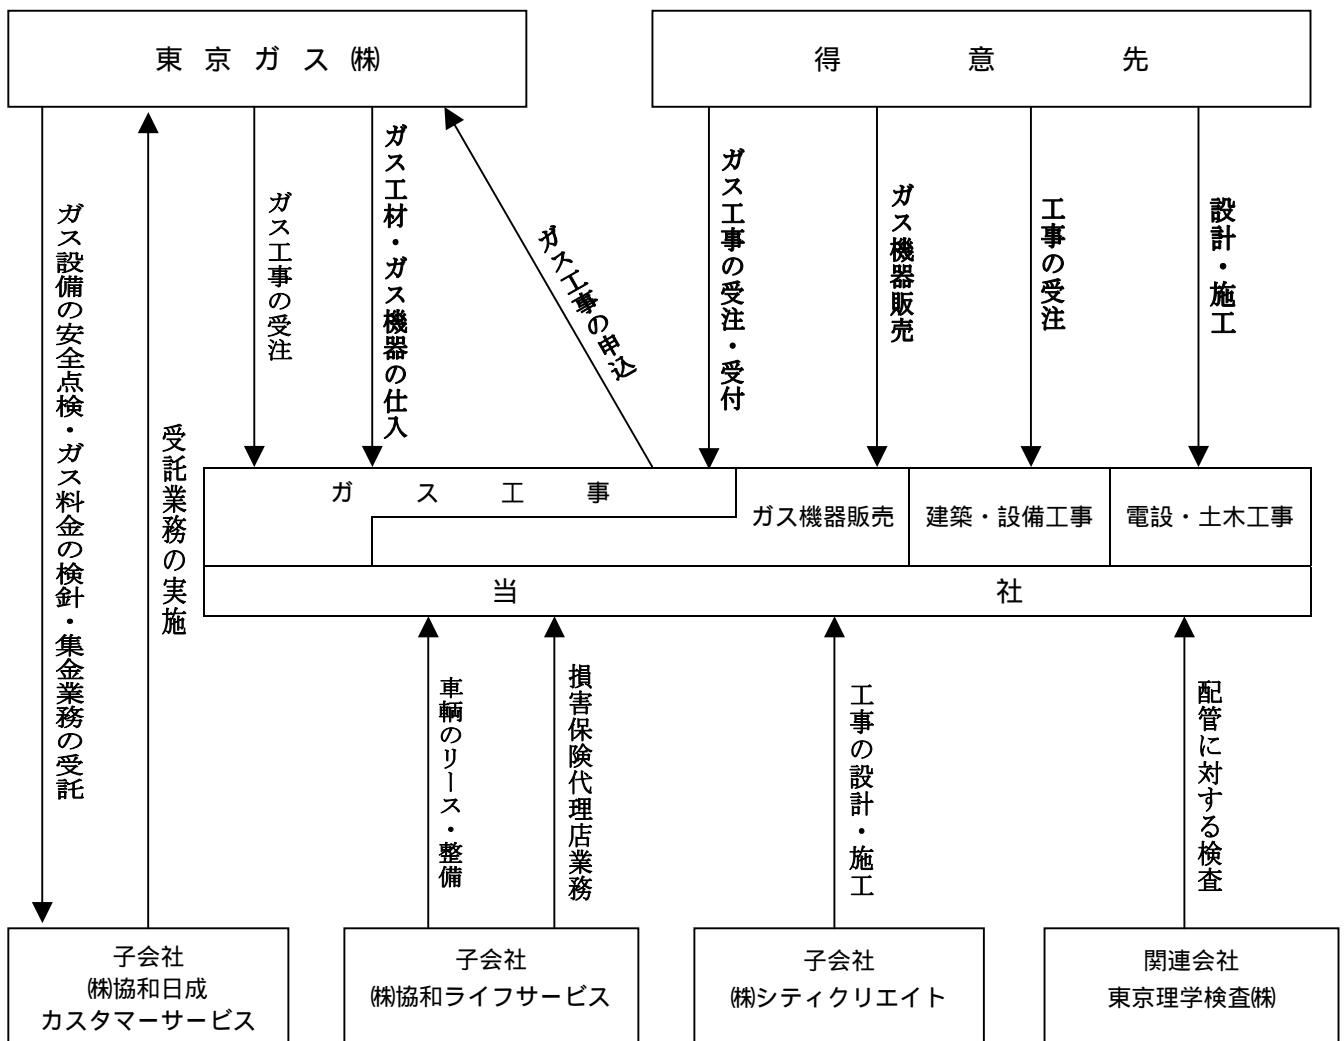 東京ガス㈱
得意先
ガス設備の安全点検・ガス料金の検針・集金業務の受託
受託業務の実施
ガス工事の受注
ガス工材・ガス機器の仕入
ガス工事の申込
ガス工事の受注・受付
ガス機器販売
工事の受注
設計・施工
ガス工事
ガス機器販売
建築・設備工事
電設・土木工事
当社
車輌のリース・整備
損害保険代理店業務
工事の設計・施工
配管に対する検査
子会社
㈱協和日成
カスタマーサービス
子会社
㈱協和ライフサービス
子会社
㈱シティクリエイト
関連会社
東京理学検査㈱